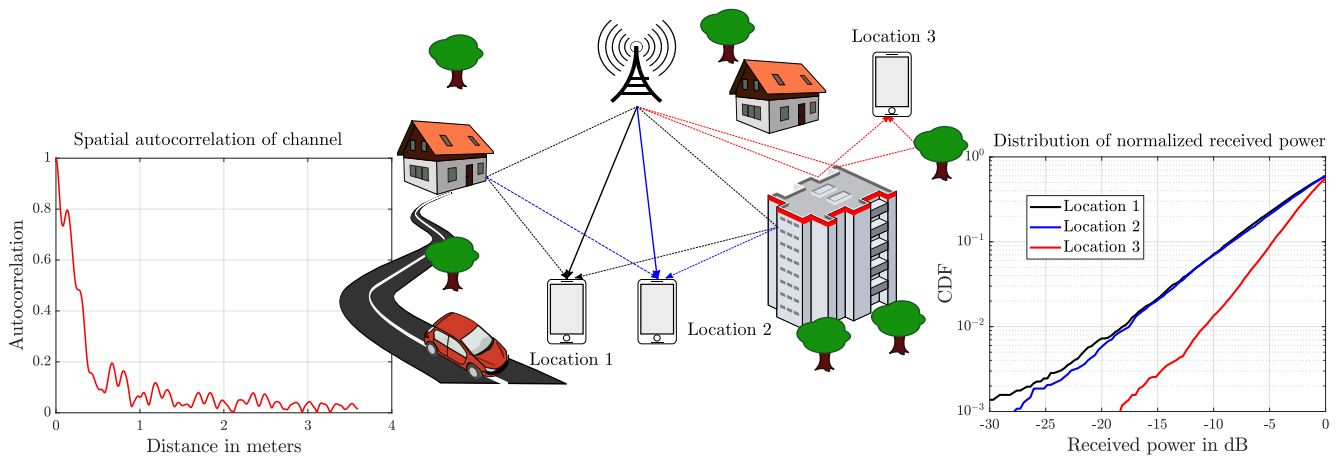 Spatial autocorrelation of channel
1
0.8
0.6
0.4
0.2
0
Autocorrelation
0 1 2 3 4
Distance in meters
Location 3
Location 1
Location 2
Distribution of normalized received power
10^0
10^-1
10^-2
10^-3
CDF
Location 1
Location 2
Location 3
-30 -25 -20 -15 -10 -5 0
Received power in dB